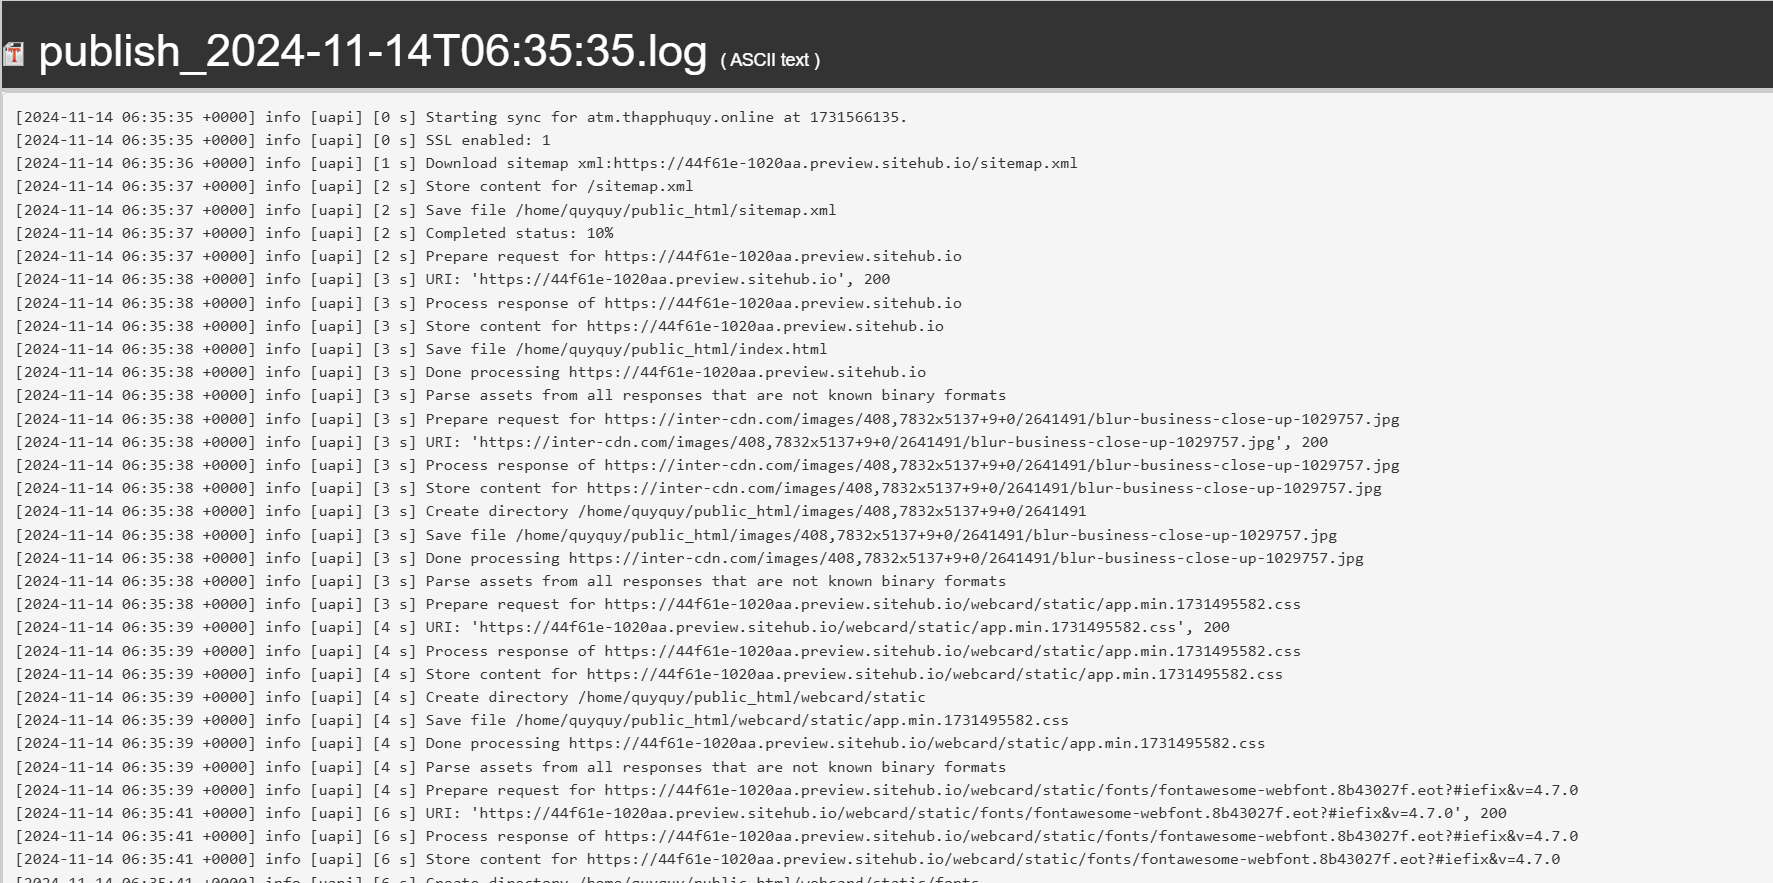 publish_2024-11-14T06:35:35.log ( ASCII text )
[2024-11-14 06:35:35 +0000] info [uapi] [0 s] Starting sync for atm.thapphuquy.online at 1731566135.
[2024-11-14 06:35:35 +0000] info [uapi] [0 s] SSL enabled: 1
[2024-11-14 06:35:36 +0000] info [uapi] [1 s] Download sitemap xml:https://44f61e-1020aa.preview.sitehub.io/sitemap.xml
[2024-11-14 06:35:37 +0000] info [uapi] [2 s] Store content for /sitemap.xml
[2024-11-14 06:35:37 +0000] info [uapi] [2 s] Save file /home/quyquy/public_html/sitemap.xml
[2024-11-14 06:35:37 +0000] info [uapi] [2 s] Completed status: 10%
[2024-11-14 06:35:37 +0000] info [uapi] [2 s] Prepare request for https://44f61e-1020aa.preview.sitehub.io
[2024-11-14 06:35:38 +0000] info [uapi] [3 s] URI: 'https://44f61e-1020aa.preview.sitehub.io', 200
[2024-11-14 06:35:38 +0000] info [uapi] [3 s] Process response of https://44f61e-1020aa.preview.sitehub.io
[2024-11-14 06:35:38 +0000] info [uapi] [3 s] Store content for https://44f61e-1020aa.preview.sitehub.io
[2024-11-14 06:35:38 +0000] info [uapi] [3 s] Save file /home/quyquy/public_html/index.html
[2024-11-14 06:35:38 +0000] info [uapi] [3 s] Done processing https://44f61e-1020aa.preview.sitehub.io
[2024-11-14 06:35:38 +0000] info [uapi] [3 s] Parse assets from all responses that are not known binary formats
[2024-11-14 06:35:38 +0000] info [uapi] [3 s] Prepare request for https://inter-cdn.com/images/408,7832x5137+9+0/2641491/blur-business-close-up-1029757.jpg
[2024-11-14 06:35:38 +0000] info [uapi] [3 s] URI: 'https://inter-cdn.com/images/408,7832x5137+9+0/2641491/blur-business-close-up-1029757.jpg', 200
[2024-11-14 06:35:38 +0000] info [uapi] [3 s] Process response of https://inter-cdn.com/images/408,7832x5137+9+0/2641491/blur-business-close-up-1029757.jpg
[2024-11-14 06:35:38 +0000] info [uapi] [3 s] Store content for https://inter-cdn.com/images/408,7832x5137+9+0/2641491/blur-business-close-up-1029757.jpg
[2024-11-14 06:35:38 +0000] info [uapi] [3 s] Create directory /home/quyquy/public_html/images/408,7832x5137+9+0/2641491
[2024-11-14 06:35:38 +0000] info [uapi] [3 s] Save file /home/quyquy/public_html/images/408,7832x5137+9+0/2641491/blur-business-close-up-1029757.jpg
[2024-11-14 06:35:38 +0000] info [uapi] [3 s] Done processing https://inter-cdn.com/images/408,7832x5137+9+0/2641491/blur-business-close-up-1029757.jpg
[2024-11-14 06:35:38 +0000] info [uapi] [3 s] Parse assets from all responses that are not known binary formats
[2024-11-14 06:35:38 +0000] info [uapi] [3 s] Prepare request for https://44f61e-1020aa.preview.sitehub.io/webcard/static/app.min.1731495582.css
[2024-11-14 06:35:39 +0000] info [uapi] [4 s] URI: 'https://44f61e-1020aa.preview.sitehub.io/webcard/static/app.min.1731495582.css', 200
[2024-11-14 06:35:39 +0000] info [uapi] [4 s] Process response of https://44f61e-1020aa.preview.sitehub.io/webcard/static/app.min.1731495582.css
[2024-11-14 06:35:39 +0000] info [uapi] [4 s] Store content for https://44f61e-1020aa.preview.sitehub.io/webcard/static/app.min.1731495582.css
[2024-11-14 06:35:39 +0000] info [uapi] [4 s] Create directory /home/quyquy/public_html/webcard/static
[2024-11-14 06:35:39 +0000] info [uapi] [4 s] Save file /home/quyquy/public_html/webcard/static/app.min.1731495582.css
[2024-11-14 06:35:39 +0000] info [uapi] [4 s] Done processing https://44f61e-1020aa.preview.sitehub.io/webcard/static/app.min.1731495582.css
[2024-11-14 06:35:39 +0000] info [uapi] [4 s] Parse assets from all responses that are not known binary formats
[2024-11-14 06:35:39 +0000] info [uapi] [4 s] Prepare request for https://44f61e-1020aa.preview.sitehub.io/webcard/static/fonts/fontawesome-webfont.8b43027f.eot?#iefix&v=4.7.0
[2024-11-14 06:35:41 +0000] info [uapi] [6 s] URI: 'https://44f61e-1020aa.preview.sitehub.io/webcard/static/fonts/fontawesome-webfont.8b43027f.eot?#iefix&v=4.7.0', 200
[2024-11-14 06:35:41 +0000] info [uapi] [6 s] Process response of https://44f61e-1020aa.preview.sitehub.io/webcard/static/fonts/fontawesome-webfont.8b43027f.eot?#iefix&v=4.7.0
[2024-11-14 06:35:41 +0000] info [uapi] [6 s] Store content for https://44f61e-1020aa.preview.sitehub.io/webcard/static/fonts/fontawesome-webfont.8b43027f.eot?#iefix&v=4.7.0
[2024-11-14 06:35:41 +0000] info [uapi] [6 s] Create directory /home/quyquy/public_html/webcard/static/fonts